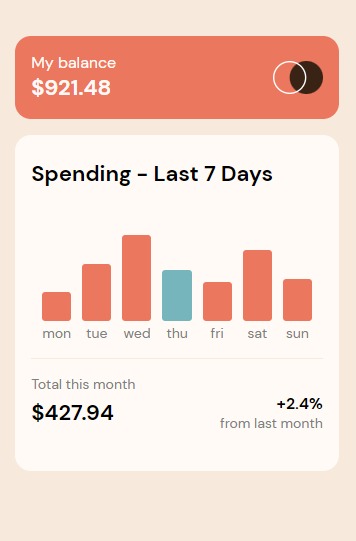 My balance
$921.48
Spending - Last 7 Days
mon tue wed thu fri sat sun
Total this month
$427.94
+2.4%
from last month